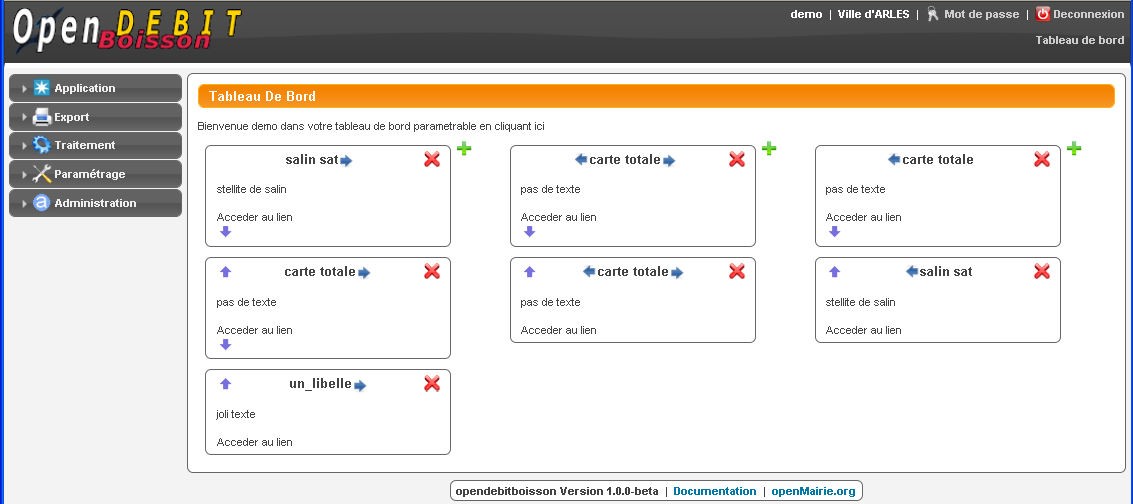 Open DEBIT Boisson
demo | Ville d'ARLES | Mot de passe | Deconnexion
Tableau de bord
Application
Export
Traitement
Paramétrage
Administration
Tableau De Bord
Bienvenue demo dans votre tableau de bord parametrable en cliquant ici
salin sat
stellite de salin
Acceder au lien
carte totale
pas de texte
Acceder au lien
carte totale
pas de texte
Acceder au lien
carte totale
pas de texte
Acceder au lien
carte totale
pas de texte
Acceder au lien
salin sat
stellite de salin
Acceder au lien
un_libelle
joli texte
Acceder au lien
opendebitboisson Version 1.0.0-beta | Documentation | openMairie.org